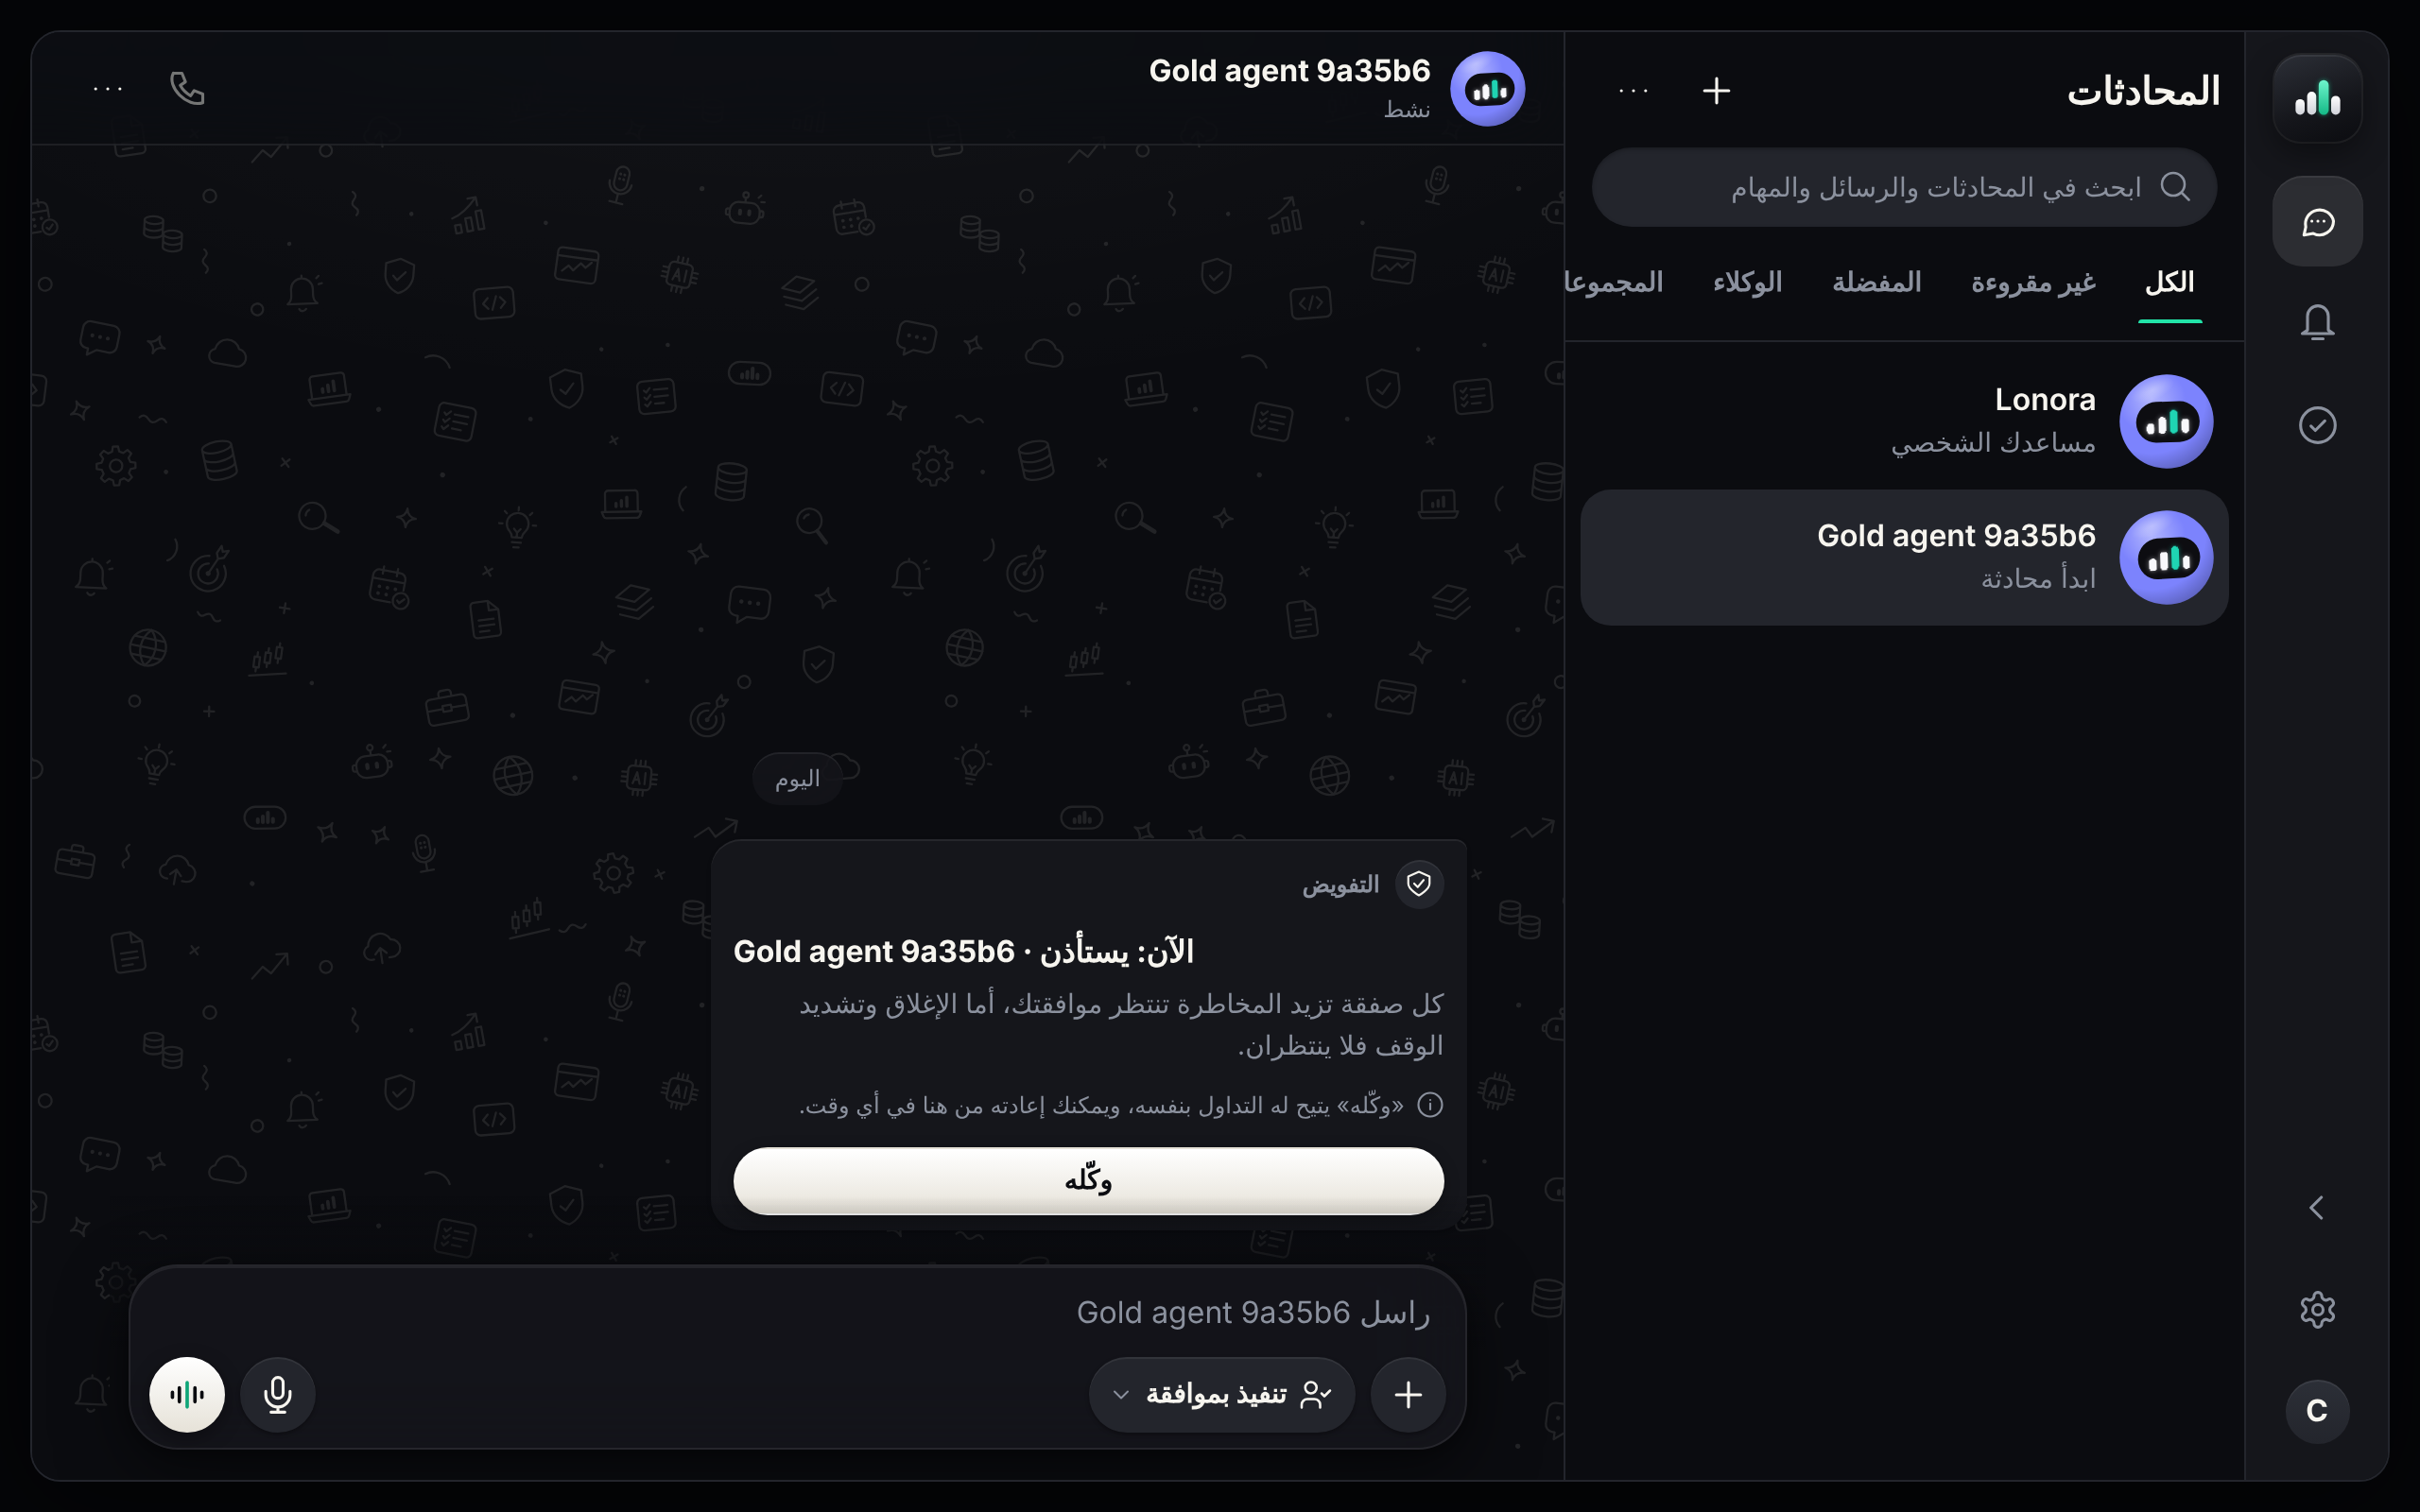 المحادثات
ابحث في المحادثات والرسائل والمهام
الكل
غير مقروءة
المفضلة
الوكلاء
المجموعا
Lonora
مساعدك الشخصي
Gold agent 9a35b6
ابدأ محادثة
C
Gold agent 9a35b6
نشط
اليوم
التفويض
Gold agent 9a35b6 · الآن: يستأذن
كل صفقة تزيد المخاطرة تنتظر موافقتك، أما الإغلاق وتشديد
الوقف فلا ينتظران.
«وكّله» يتيح له التداول بنفسه، ويمكنك إعادته من هنا في أي وقت.
وكّله
راسل Gold agent 9a35b6
تنفيذ بموافقة